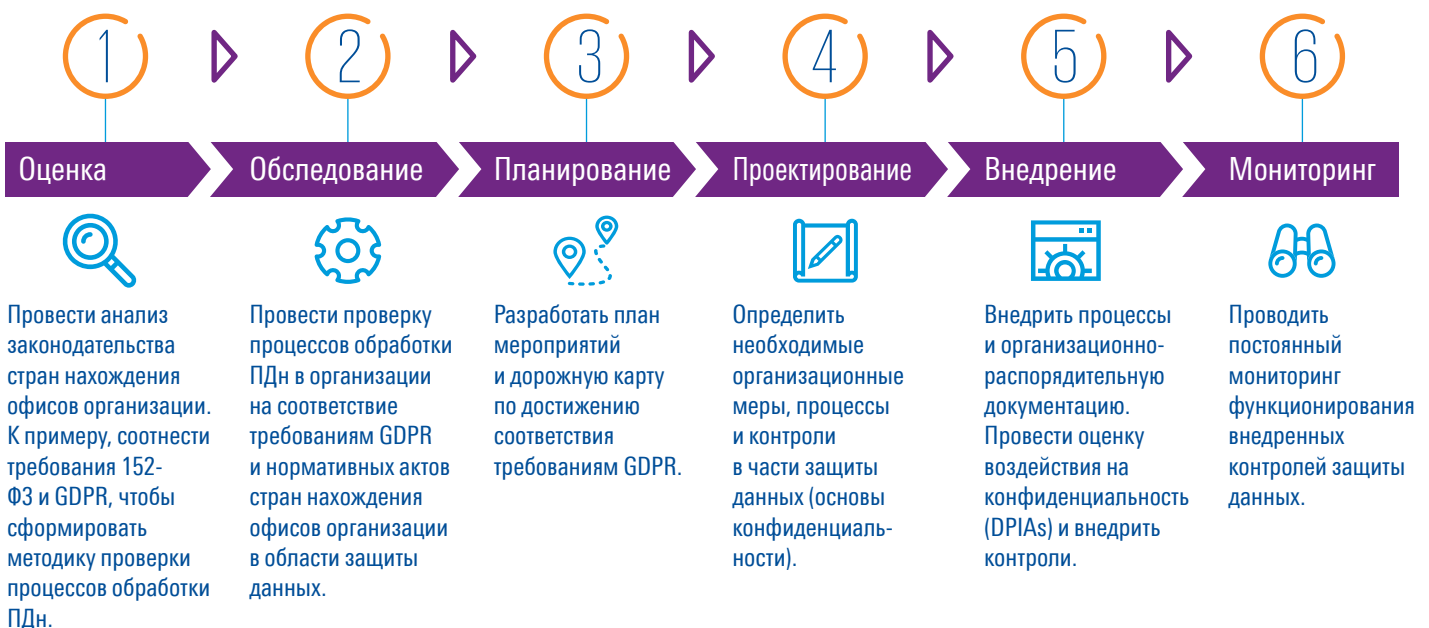 1
2
3
4
5
6
Оценка
Обследование
Планирование
Проектирование
Внедрение
Мониторинг
Провести анализ
законодательства
стран нахождения
офисов организации.
К примеру, соотнести
требования 152-
ФЗ и GDPR, чтобы
сформировать
методику проверки
процессов обработки
ПДн.
Провести проверку
процессов обработки
ПДн в организации
на соответствие
требованиям GDPR
и нормативных актов
стран нахождения
офисов организации
в области защиты
данных.
Разработать план
мероприятий
и дорожную карту
по достижению
соответствия
требованиям GDPR.
Определить
необходимые
организационные
меры, процессы
и контроли
в части защиты
данных (основы
конфиденциаль-
ности).
Внедрить процессы
и организационно-
распорядительную
документацию.
Провести оценку
воздействия на
конфиденциальность
(DPIAs) и внедрить
контроли.
Проводить
постоянный
мониторинг
функционирования
внедренных
контролей защиты
данных.